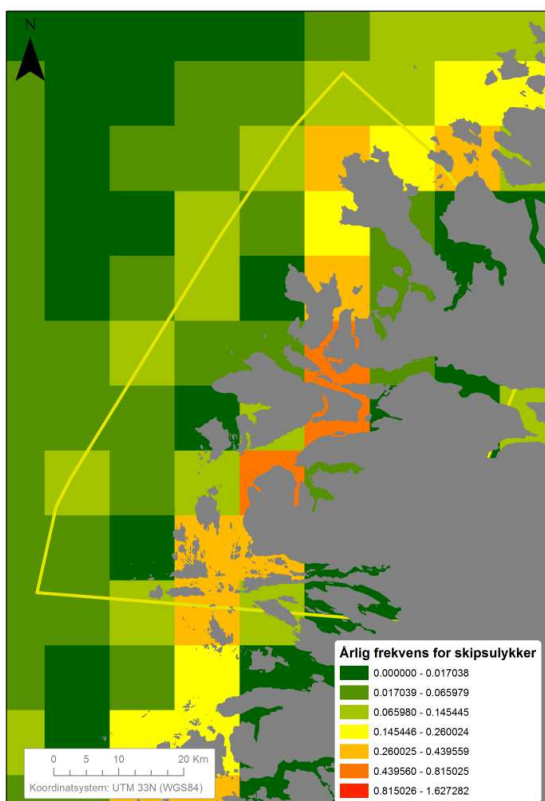 N
Årlig frekvens for skipsulykker
0.000000 - 0.017038
0.017039 - 0.065979
0.065980 - 0.145445
0.145446 - 0.260024
0.260025 - 0.439559
0.439560 - 0.815025
0.815026 - 1.627282
0 5 10 20 Km
Koordinatsystem: UTM 33N (WGS84)